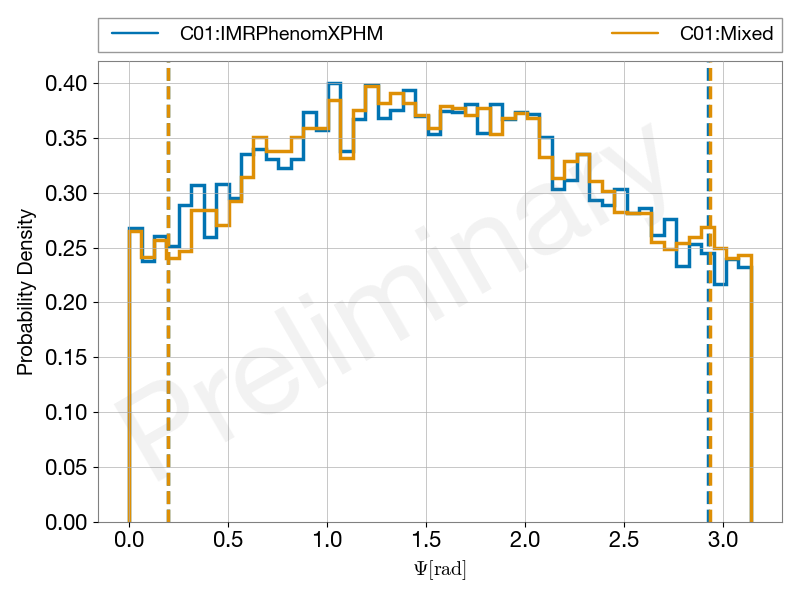 C01:IMRPhenomXPHM C01:Mixed
Probability Density
0.40
0.35
0.30
0.25
0.20
0.15
0.10
0.05
0.00
Preliminary
0.0 0.5 1.0 1.5 2.0 2.5 3.0
Ψ[rad]